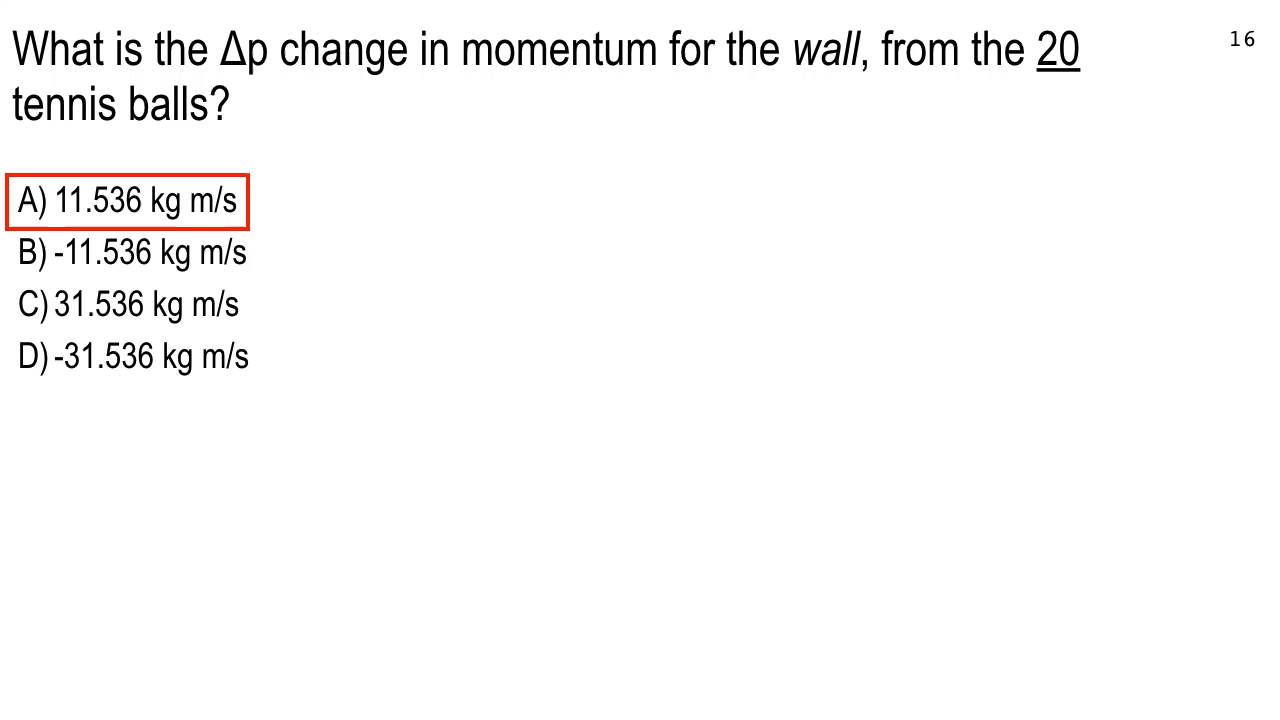 What is the Δp change in momentum for the wall, from the 20
tennis balls?
16
A) 11.536 kg m/s
B) -11.536 kg m/s
C) 31.536 kg m/s
D) -31.536 kg m/s